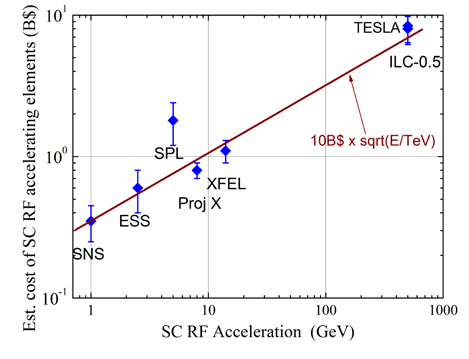 Est. cost of SC RF accelerating elements (B$)
10¹
10⁰
10⁻¹
TESLA
ILC-0.5
10B$ x sqrt(E/TeV)
SPL
XFEL
Proj X
ESS
SNS
1 10 100 1000
SC RF Acceleration (GeV)